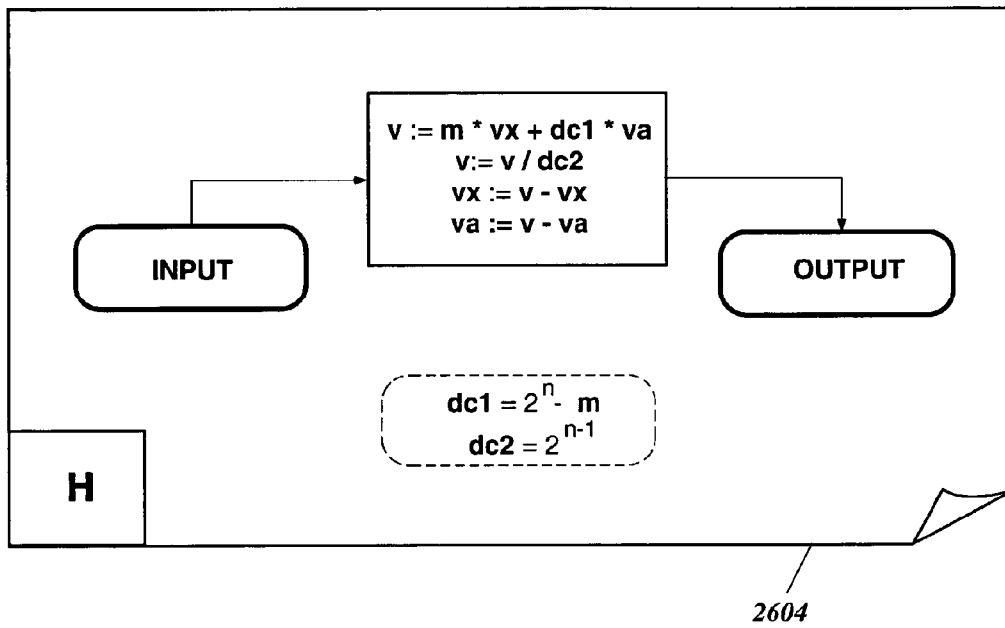 v := m * vx + dc1 * va
v:= v / dc2
vx := v - vx
va := v - va
INPUT
OUTPUT
dc1 = 2^n - m
dc2 = 2^n-1
H
2604